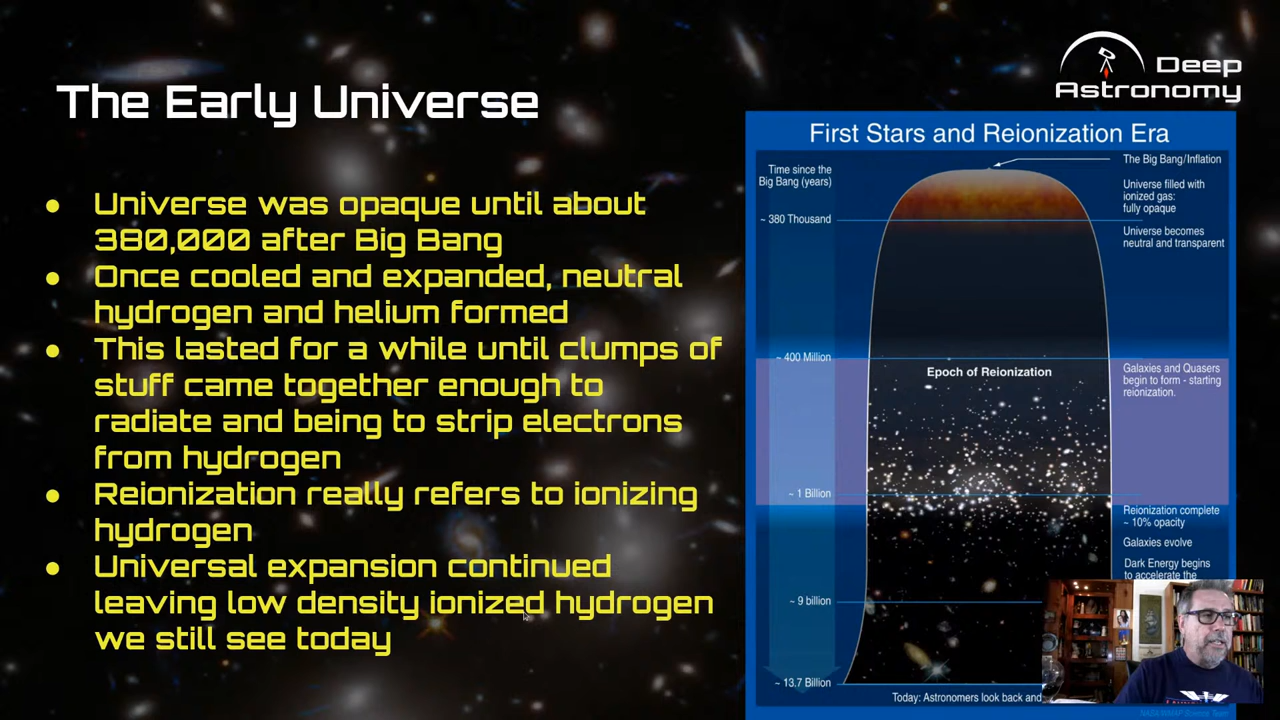 Deep
Astronomy
The Early Universe
Universe was opaque until about
380,000 after Big Bang
Once cooled and expanded, neutral
hydrogen and helium formed
This lasted for a while until clumps of
stuff came together enough to
radiate and being to strip electrons
from hydrogen
Reionization really refers to ionizing
hydrogen
Universal expansion continued
leaving low density ionized hydrogen
we still see today
First Stars and Reionization Era
Time since the
Big Bang (years)
The Big Bang/Inflation
Universe filled with
ionized gas:
fully opaque
~ 380 Thousand
Universe becomes
neutral and transparent
~ 400 Million
Epoch of Reionization
Galaxies and Quasers
begin to form - starting
reionization.
~ 1 Billion
Reionization complete
~ 10% opacity
Galaxies evolve
Dark Energy begins
to accelerate the
~ 9 billion
~ 13.7 Billion
Today: Astronomers look back and